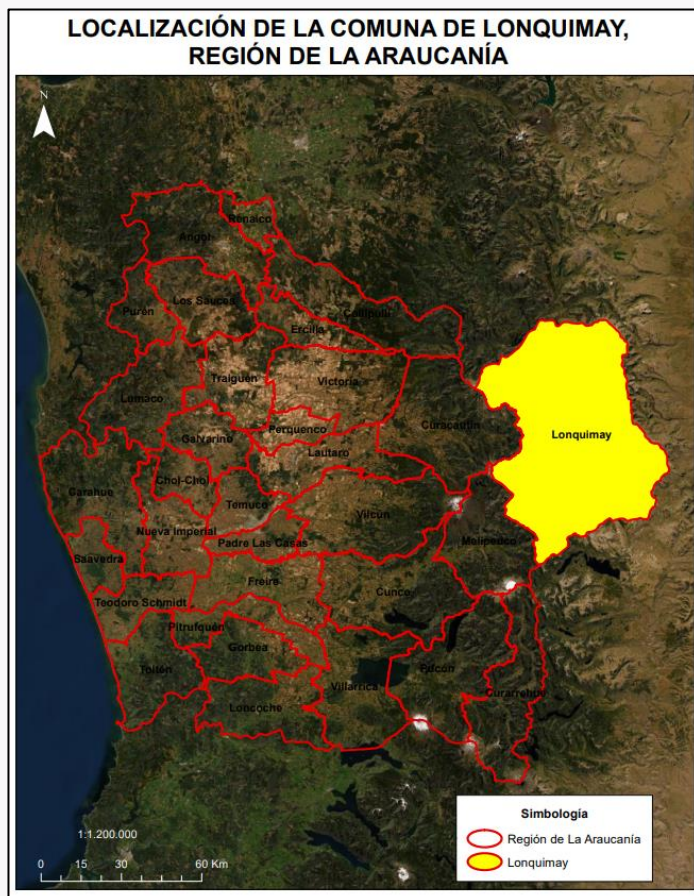 LOCALIZACIÓN DE LA COMUNA DE LONQUIMAY,
REGIÓN DE LA ARAUCANÍA
N
Renaico
Angol
Los Sauces
Purén
Collipulli
Ercilla
Traiguén
Victoria
Lumaco
Curacautín
Lonquimay
Perquenco
Galvarino
Lautaro
Carahue
Chol-Chol
Temuco
Vilcún
Nueva Imperial
Padre Las Casas
Melipeuco
Saavedra
Freire
Cunco
Teodoro Schmidt
Pitrufquén
Gorbea
Toltén
Pucón
Villarrica
Curarrehue
Loncoche
Simbología
Región de La Araucanía
Lonquimay
1:1.200.000
0 15 30 60 Km